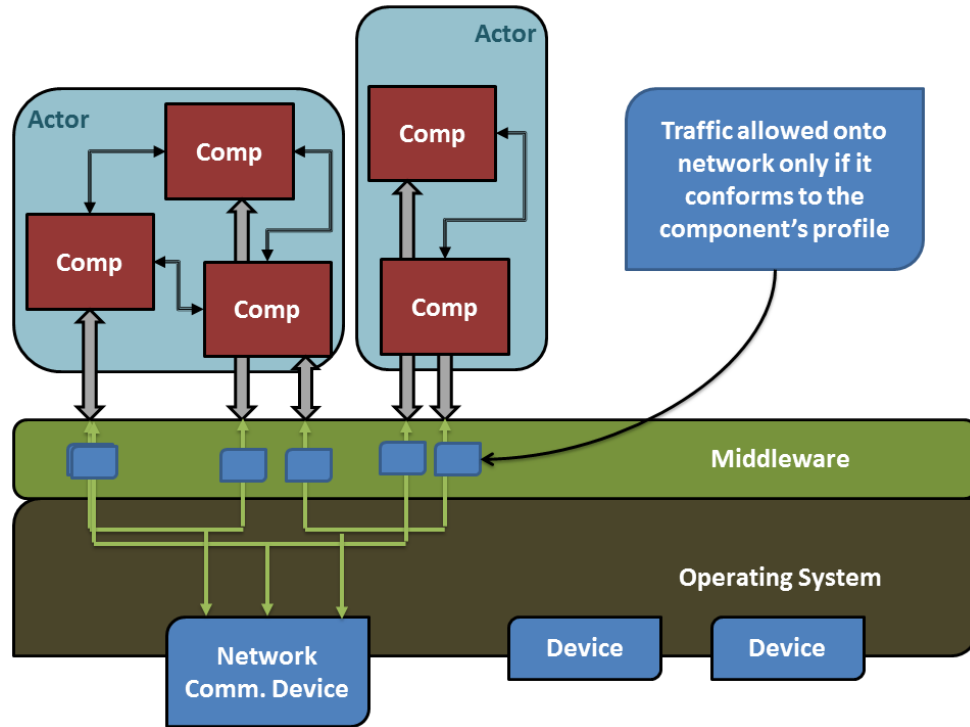 Actor
Actor
Comp
Comp
Comp
Comp
Comp
Traffic allowed onto
network only if it
conforms to the
component's profile
Middleware
Operating System
Network
Comm. Device
Device
Device